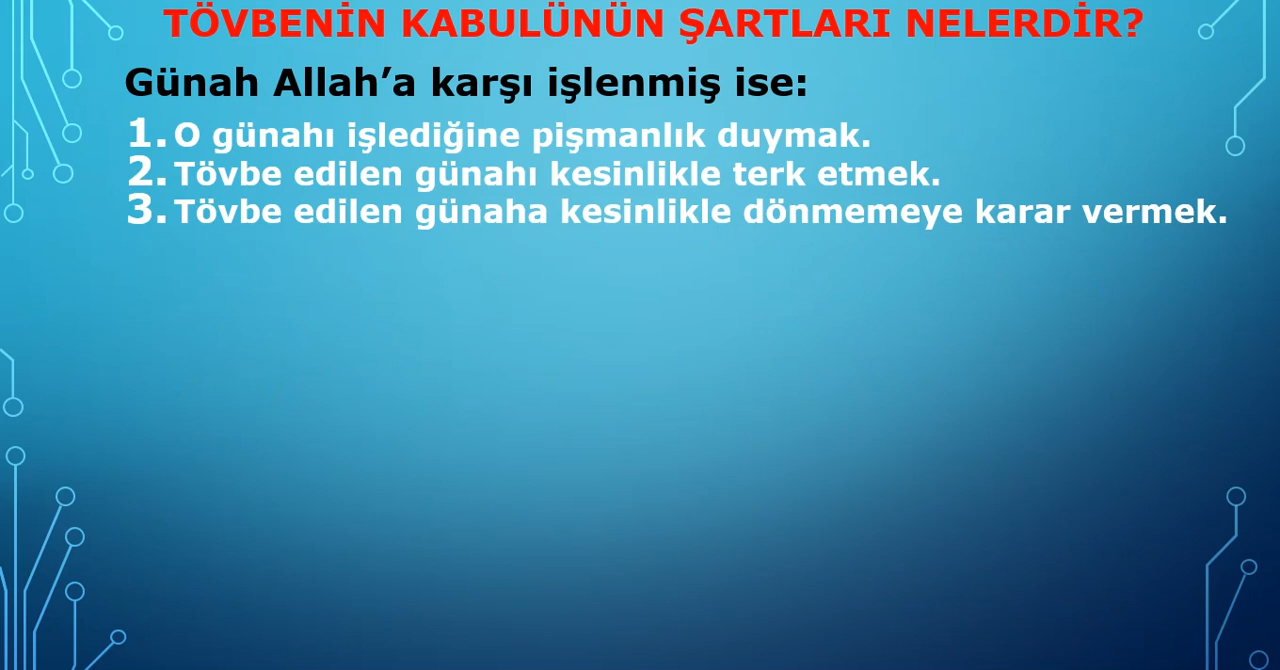 TÖVBENİN KABULÜNÜN ŞARTLARI NELERDİR?
Günah Allah’a karşı işlenmiş ise:
1. O günahı işlediğine pişmanlık duymak.
2. Tövbe edilen günahı kesinlikle terk etmek.
3. Tövbe edilen günaha kesinlikle dönmemeye karar vermek.